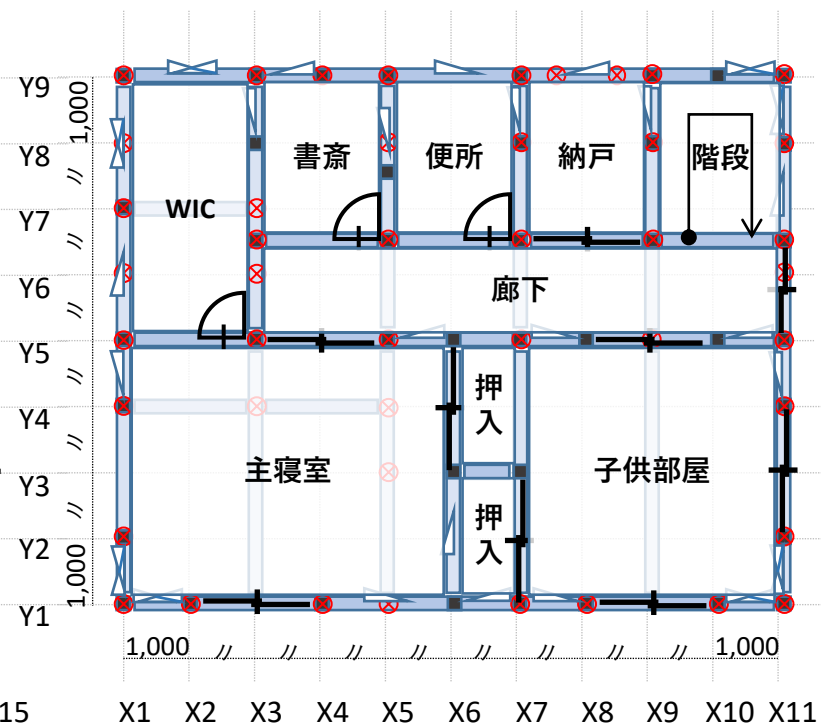 Y9
1,000
Y8
書斎
便所
納戸
階段
〃
WIC
Y7
〃
Y6
廊下
〃
Y5
〃
押入
Y4
〃
主寝室
子供部屋
Y3
〃
押入
Y2
1,000
Y1
1,000
〃
〃
〃
〃
〃
〃
〃
〃
1,000
15
X1
X2
X3
X4
X5
X6
X7
X8
X9
X10
X11